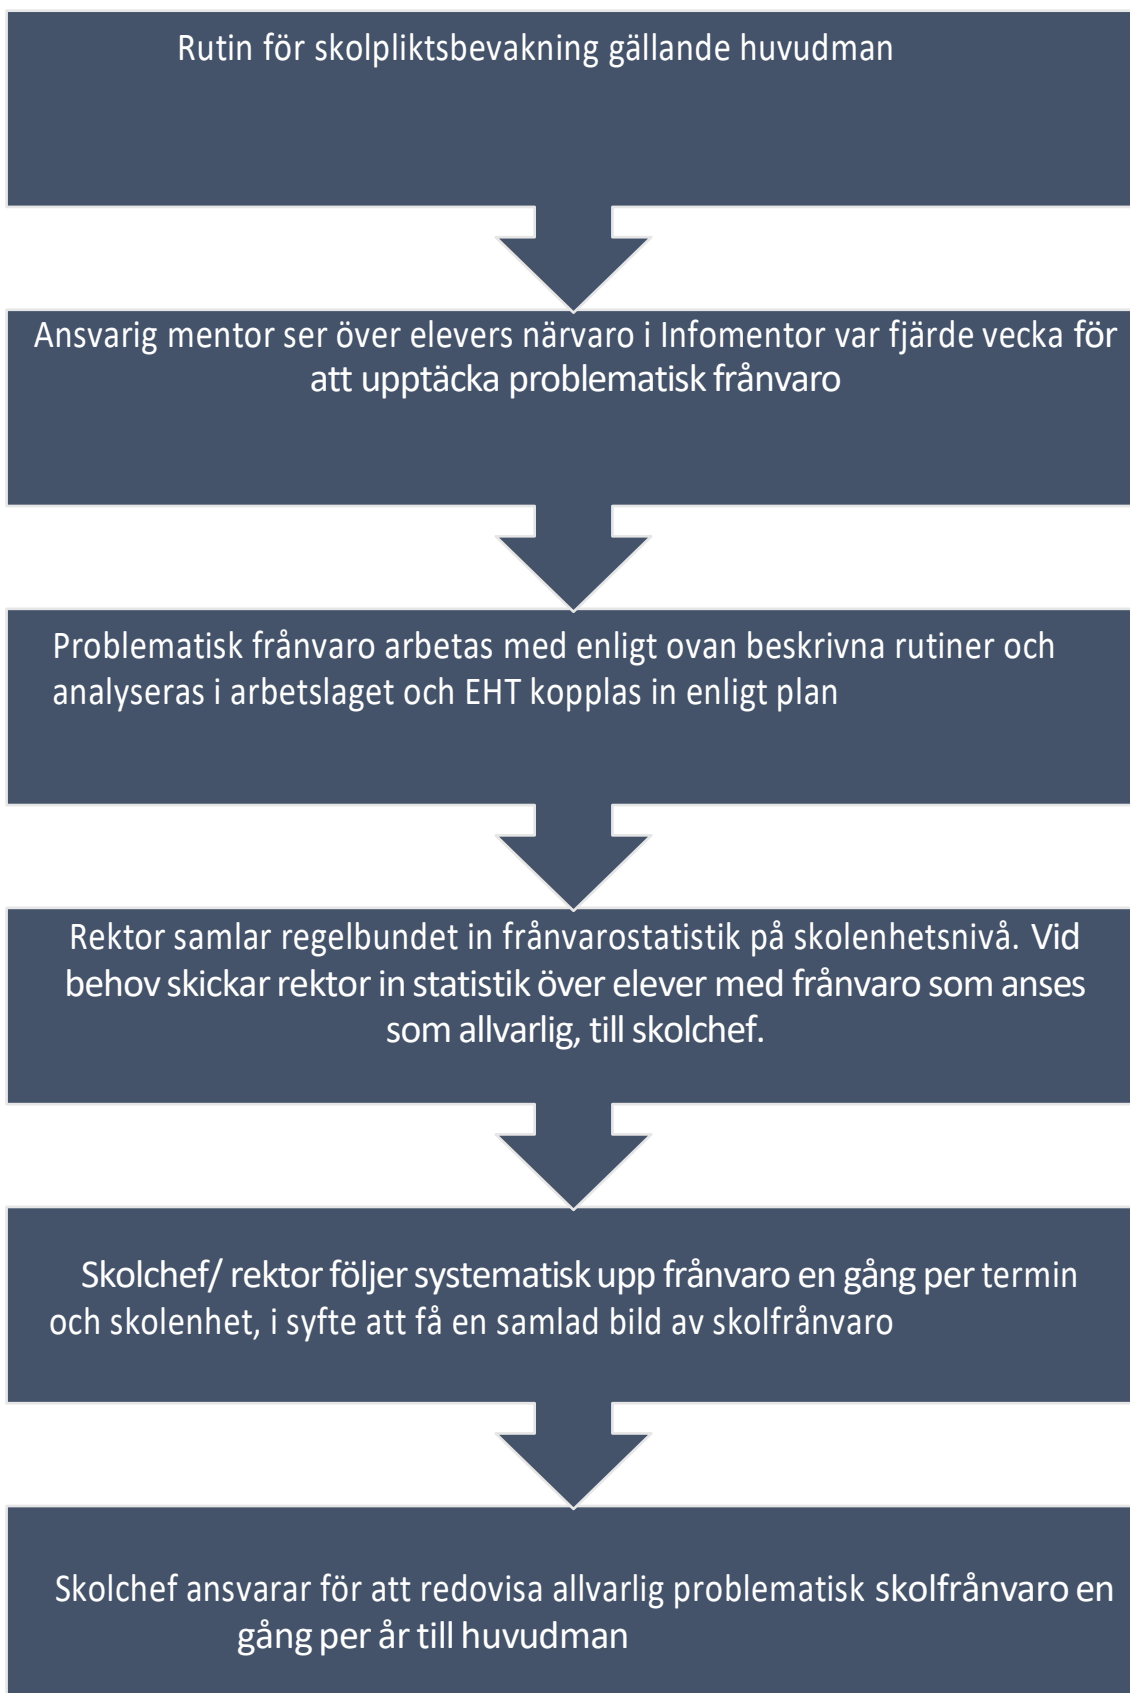 Rutin för skolpliktsbevakning gällande huvudman
Ansvarig mentor ser över elevers närvaro i Infomentor var fjärde vecka för
att upptäcka problematisk frånvaro
Problematisk frånvaro arbetas med enligt ovan beskrivna rutiner och
analyseras i arbetslaget och EHT kopplas in enligt plan
Rektor samlar regelbundet in frånvarostatistik på skolenhetsnivå. Vid
behov skickar rektor in statistik över elever med frånvaro som anses
som allvarlig, till skolchef.
Skolchef/ rektor följer systematisk upp frånvaro en gång per termin
och skolenhet, i syfte att få en samlad bild av skolfrånvaro
Skolchef ansvarar för att redovisa allvarlig problematisk skolfrånvaro en
gång per år till huvudman